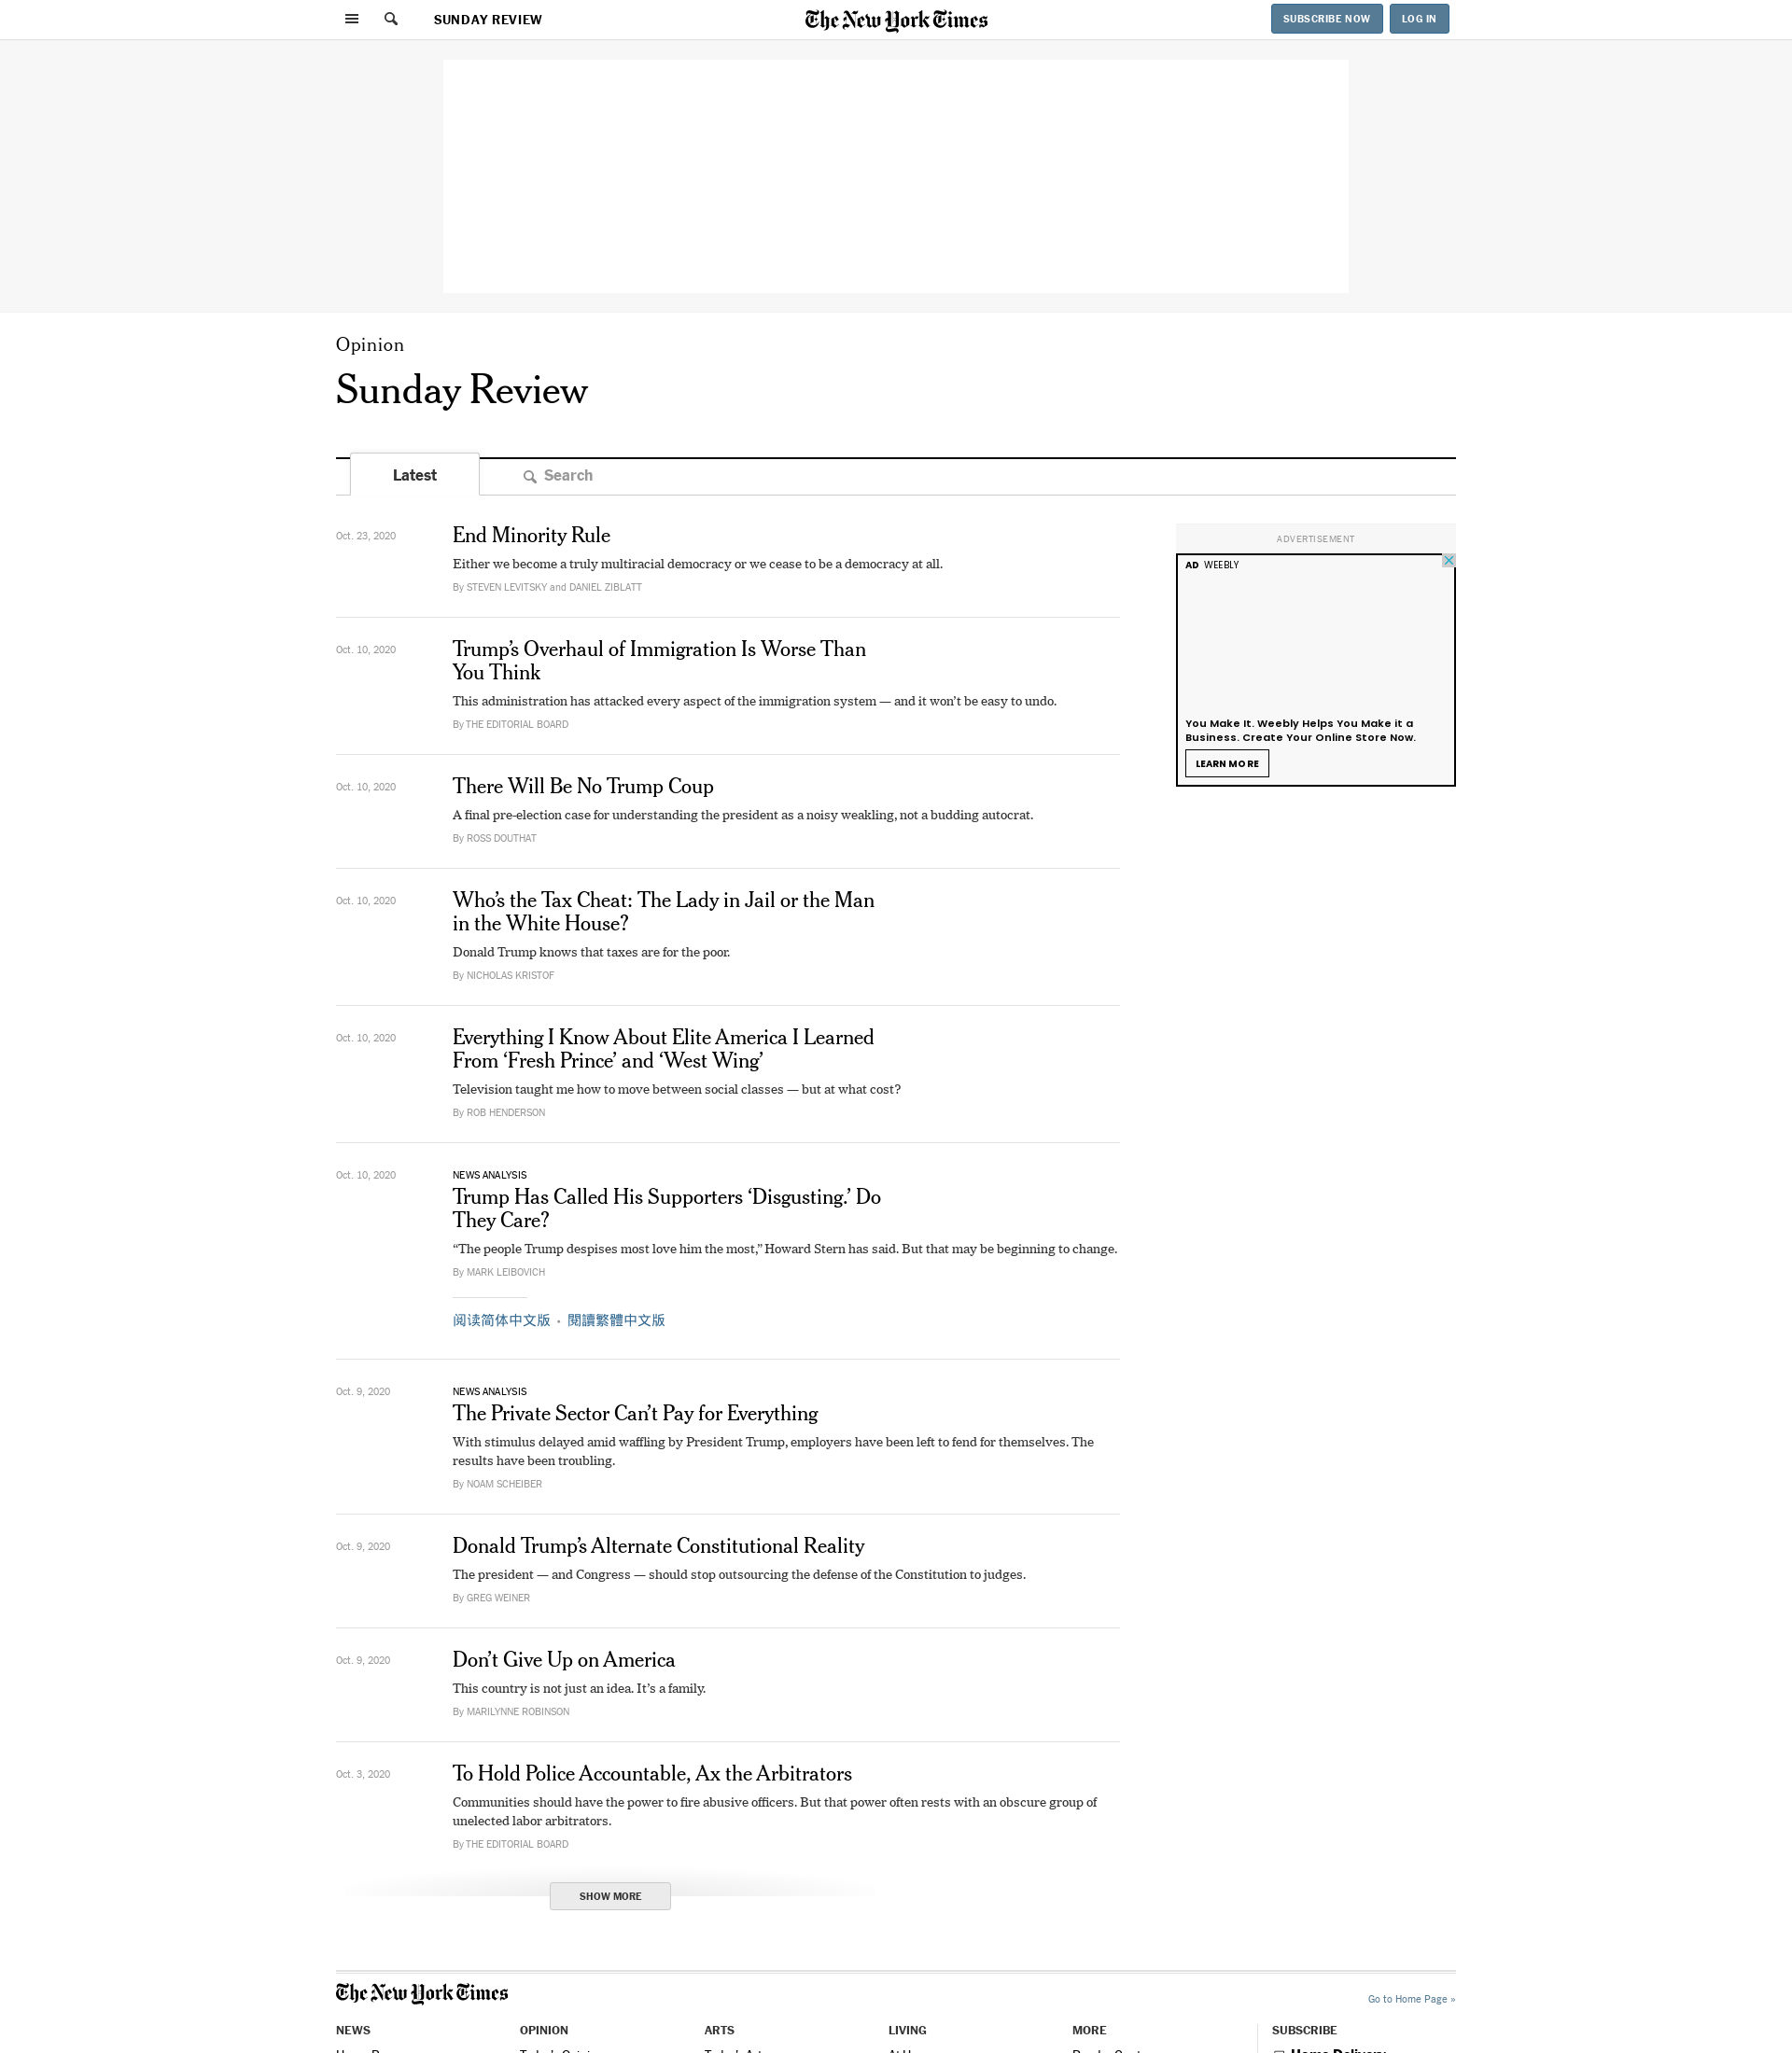 SUNDAY REVIEW
The New York Times
SUBSCRIBE NOW
LOG IN
Opinion
Sunday Review
Latest
Search
Oct. 23, 2020
End Minority Rule
Either we become a truly multiracial democracy or we cease to be a democracy at all.
By STEVEN LEVITSKY and DANIEL ZIBLATT
ADVERTISEMENT
AD WEEBLY
You Make It. Weebly Helps You Make it a
Business. Create Your Online Store Now.
LEARN MORE
Oct. 10, 2020
Trump’s Overhaul of Immigration Is Worse Than
You Think
This administration has attacked every aspect of the immigration system — and it won’t be easy to undo.
By THE EDITORIAL BOARD
Oct. 10, 2020
There Will Be No Trump Coup
A final pre-election case for understanding the president as a noisy weakling, not a budding autocrat.
By ROSS DOUTHAT
Oct. 10, 2020
Who’s the Tax Cheat: The Lady in Jail or the Man
in the White House?
Donald Trump knows that taxes are for the poor.
By NICHOLAS KRISTOF
Oct. 10, 2020
Everything I Know About Elite America I Learned
From ‘Fresh Prince’ and ‘West Wing’
Television taught me how to move between social classes — but at what cost?
By ROB HENDERSON
Oct. 10, 2020
NEWS ANALYSIS
Trump Has Called His Supporters ‘Disgusting.’ Do
They Care?
“The people Trump despises most love him the most,” Howard Stern has said. But that may be beginning to change.
By MARK LEIBOVICH
阅读简体中文版 • 閱讀繁體中文版
Oct. 9, 2020
NEWS ANALYSIS
The Private Sector Can’t Pay for Everything
With stimulus delayed amid waffling by President Trump, employers have been left to fend for themselves. The
results have been troubling.
By NOAM SCHEIBER
Oct. 9, 2020
Donald Trump’s Alternate Constitutional Reality
The president — and Congress — should stop outsourcing the defense of the Constitution to judges.
By GREG WEINER
Oct. 9, 2020
Don’t Give Up on America
This country is not just an idea. It’s a family.
By MARILYNNE ROBINSON
Oct. 3, 2020
To Hold Police Accountable, Ax the Arbitrators
Communities should have the power to fire abusive officers. But that power often rests with an obscure group of
unelected labor arbitrators.
By THE EDITORIAL BOARD
SHOW MORE
The New York Times
Go to Home Page »
NEWS
OPINION
ARTS
LIVING
MORE
SUBSCRIBE
Home Delivery